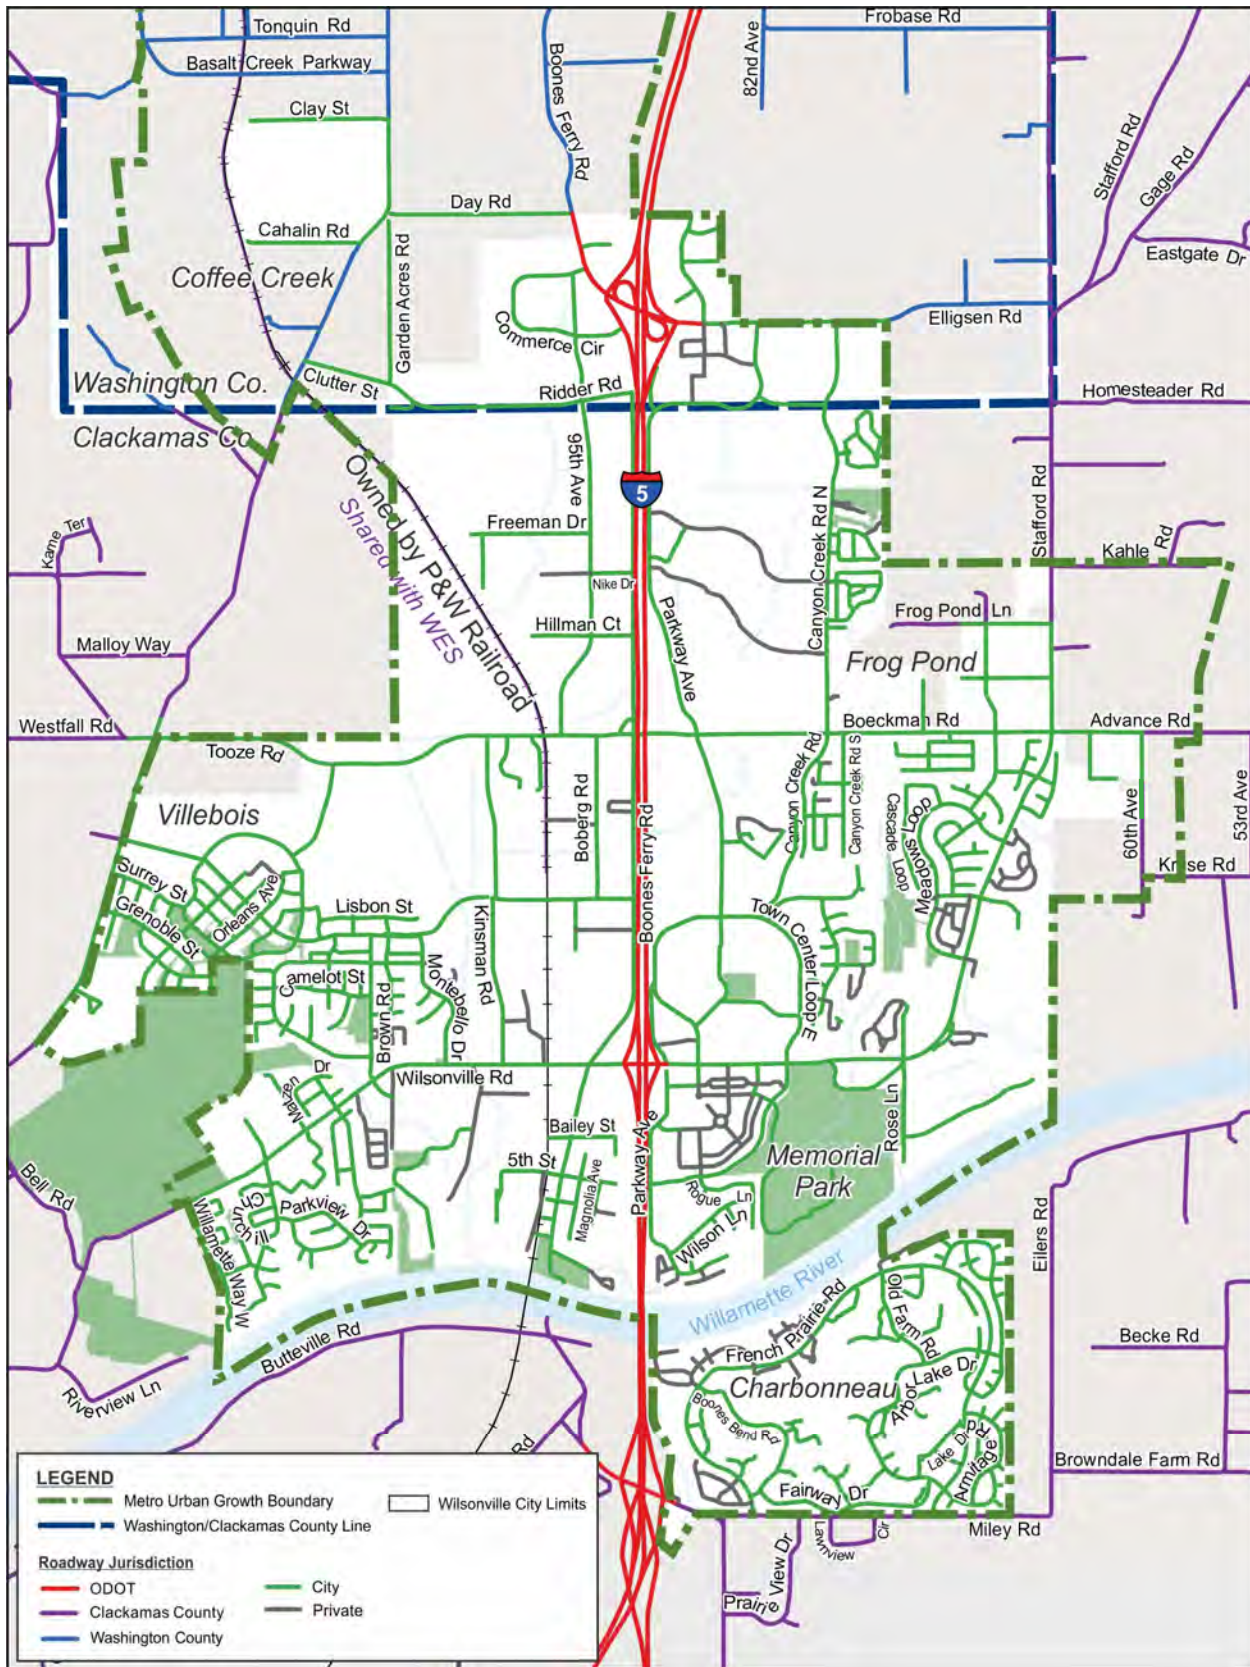 Tonquin Rd
Basalt Creek Parkway
Clay St
Boones Ferry Rd
82nd Ave
Frobase Rd
Stafford Rd
Gage Rd
Eastgate Dr
Day Rd
Cahalin Rd
Coffee Creek
Garden Acres Rd
Commerce Cir
Elligsen Rd
Washington Co.
Clutter St
Ridder Rd
Homesteader Rd
Clackamas Co
Owned by P&W Railroad
Shared with WES
95th Ave
5
Canyon Creek Rd N
Stafford Rd
Kame Ter
Freeman Dr
Nike Dr
Kahle Rd
Hillman Ct
Parkway Ave
Frog Pond Ln
Malloy Way
Frog Pond
Westfall Rd
Tooze Rd
Boeckman Rd
Advance Rd
Villebois
Boberg Rd
Boones Ferry Rd
Canyon Creek Rd
Canyon Creek Rd S
Cascade Loop
Meadows Loop
60th Ave
53rd Ave
Kruse Rd
Surrey St
Grenoble St
Orleans Ave
Lisbon St
Kinsman Rd
Town Center Loop E
Camelot St
Brown Rd
Montebello Dr
Wilsonville Rd
Matzen Dr
Rose Ln
Bailey St
5th St
Magnolia Ave
Parkway Ave
Memorial
Park
Rogue Ln
Wilson Ln
Bell Rd
Willamette Way W
Churchill
Parkview Dr
Eilers Rd
Willamette River
Butteville Rd
Riverview Ln
French Prairie Rd
Old Farm Rd
Becke Rd
Charbonneau
Arbor Lake Dr
Boones Bend Rd
Lake Dr
Armitage Rd
Fairway Dr
Browndale Farm Rd
Rd
Miley Rd
Lawnview Cir
Prairie View Dr
LEGEND
Metro Urban Growth Boundary
Wilsonville City Limits
Washington/Clackamas County Line
Roadway Jurisdiction
ODOT
City
Clackamas County
Private
Washington County